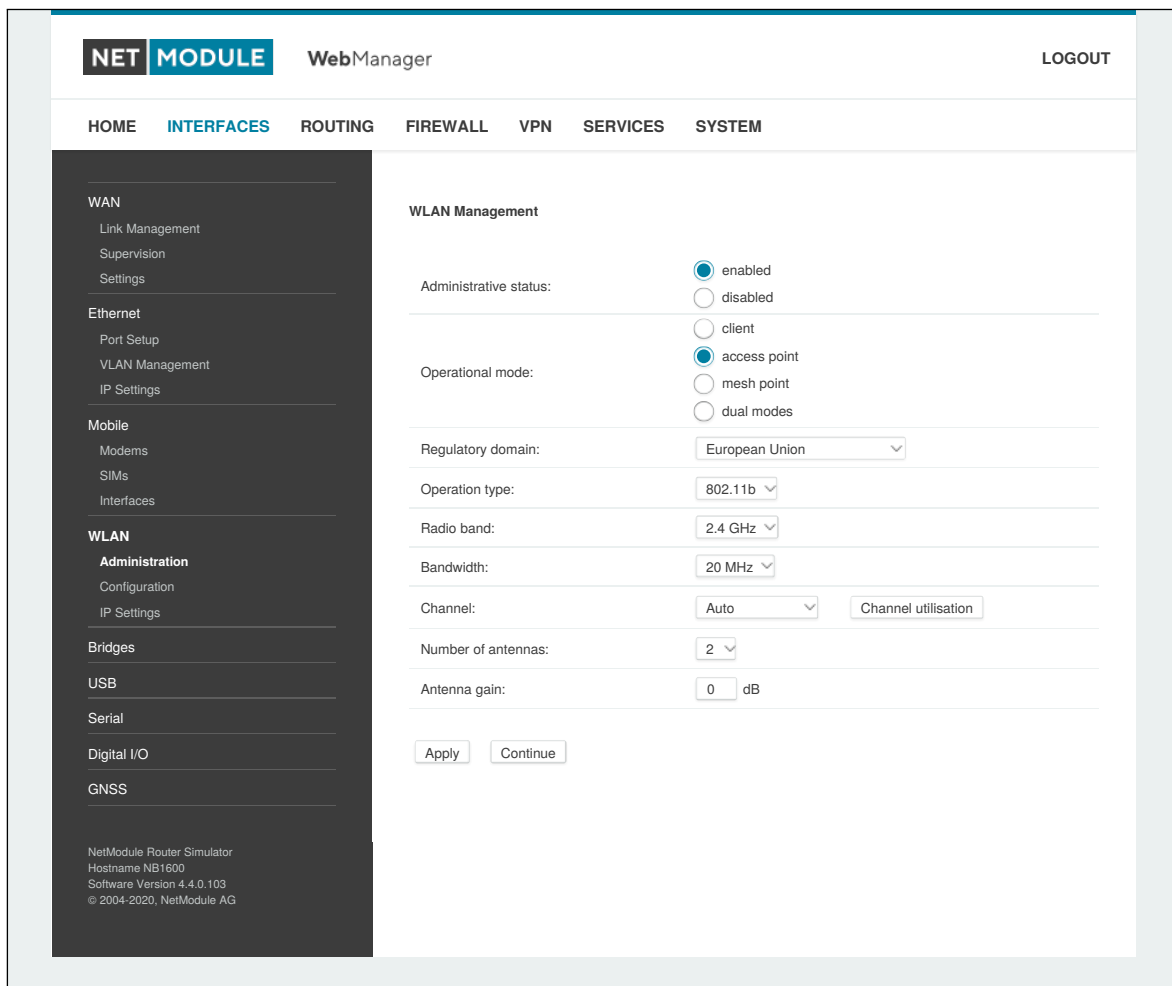 NET MODULE WebManager LOGOUT
HOME INTERFACES ROUTING FIREWALL VPN SERVICES SYSTEM
WAN
Link Management
Supervision
Settings
Ethernet
Port Setup
VLAN Management
IP Settings
Mobile
Modems
SIMs
Interfaces
WLAN
Administration
Configuration
IP Settings
Bridges
USB
Serial
Digital I/O
GNSS
NetModule Router Simulator
Hostname NB1600
Software Version 4.4.0.103
© 2004-2020, NetModule AG
WLAN Management
Administrative status:
enabled
disabled
Operational mode:
client
access point
mesh point
dual modes
Regulatory domain: European Union
Operation type: 802.11b
Radio band: 2.4 GHz
Bandwidth: 20 MHz
Channel: Auto Channel utilisation
Number of antennas: 2
Antenna gain: 0 dB
Apply Continue